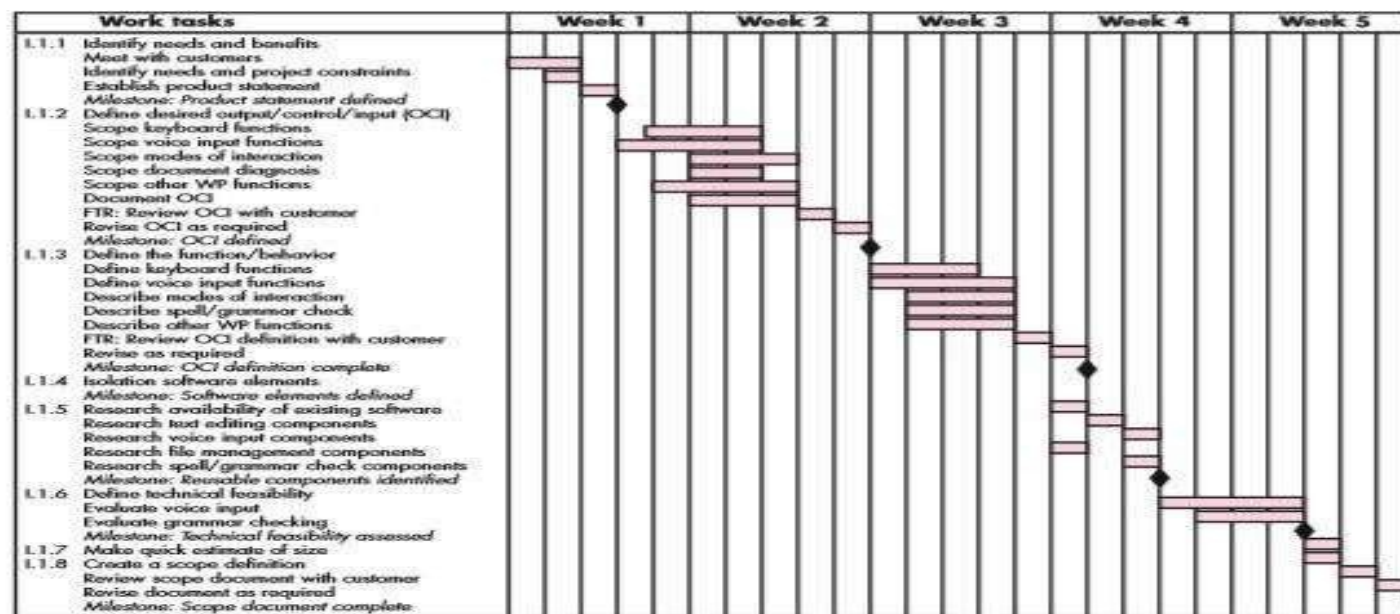 Work tasks Week 1 Week 2 Week 3 Week 4 Week 5
I.1.1 Identify needs and benefits
Meet with customers
Identify needs and project constraints
Establish product statement
Milestone: Product statement defined
I.1.2 Define desired output/control/input (OCI)
Scope keyboard functions
Scope voice input functions
Scope modes of interaction
Scope document diagnosis
Scope other WP functions
Document OCI
FTR: Review OCI with customer
Revise OCI as required
Milestone: OCI defined
I.1.3 Define the function/behavior
Define keyboard functions
Define voice input functions
Describe modes of interaction
Describe spell/grammar check
Describe other WP functions
FTR: Review OCI definition with customer
Revise as required
Milestone: OCI definition complete
I.1.4 Isolation software elements
Milestone: Software elements defined
I.1.5 Research availability of existing software
Research text editing components
Research voice input components
Research file management components
Research spell/grammar check components
Milestone: Reusable components identified
I.1.6 Define technical feasibility
Evaluate voice input
Evaluate grammar checking
Milestone: Technical feasibility assessed
I.1.7 Make quick estimate of size
I.1.8 Create a scope definition
Review scope document with customer
Revise document as required
Milestone: Scope document complete